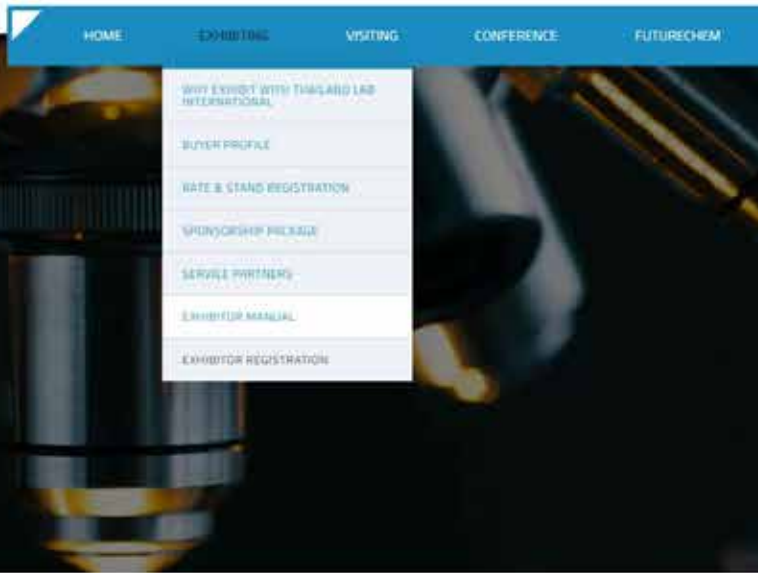 HOME
EXHIBITING
VISITING
CONFERENCE
FUTURECHEM
WHY EXHIBIT WITH THAILAND LAB
INTERNATIONAL
BUYER PROFILE
RATE & STAND REGISTRATION
SPONSORSHIP PACKAGE
SERVICE PARTNERS
EXHIBITOR MANUAL
EXHIBITOR REGISTRATION